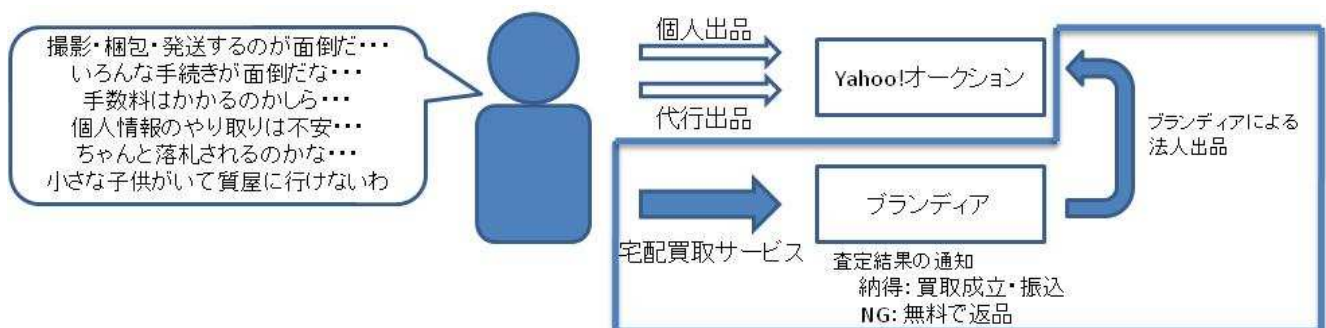 撮影・梱包・発送するのが面倒だ・・・
いろんな手続きが面倒だな・・・
手数料はかかるのかしら・・・
個人情報のやり取りは不安・・・
ちゃんと落札されるのかな・・・
小さな子供がいて質屋に行けないわ
個人出品
代行出品
Yahoo!オークション
ブランディアによる
法人出品
宅配買取サービス
ブランディア
査定結果の通知
納得：買取成立・振込
NG：無料で返品